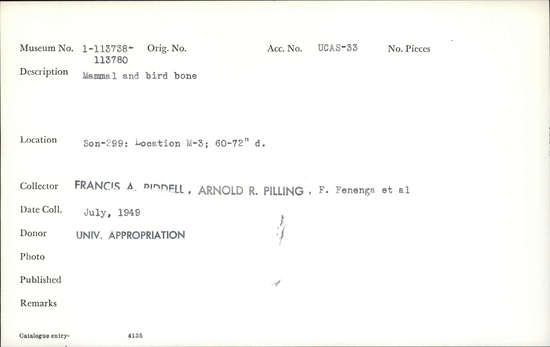 Museum No. 1-113738- Orig. No. Acc. No. UCAS-33 No. Pieces
113780
Description Mammal and bird bone
Location Son-299: Location M-3; 60-72" d.
Collector FRANCIS A. RIDDELL, ARNOLD R. PILLING, F. Fenenga et al
Date Coll. July, 1949
Donor UNIV. APPROPRIATION
Photo
Published
Remarks
Catalogue entry- 4135